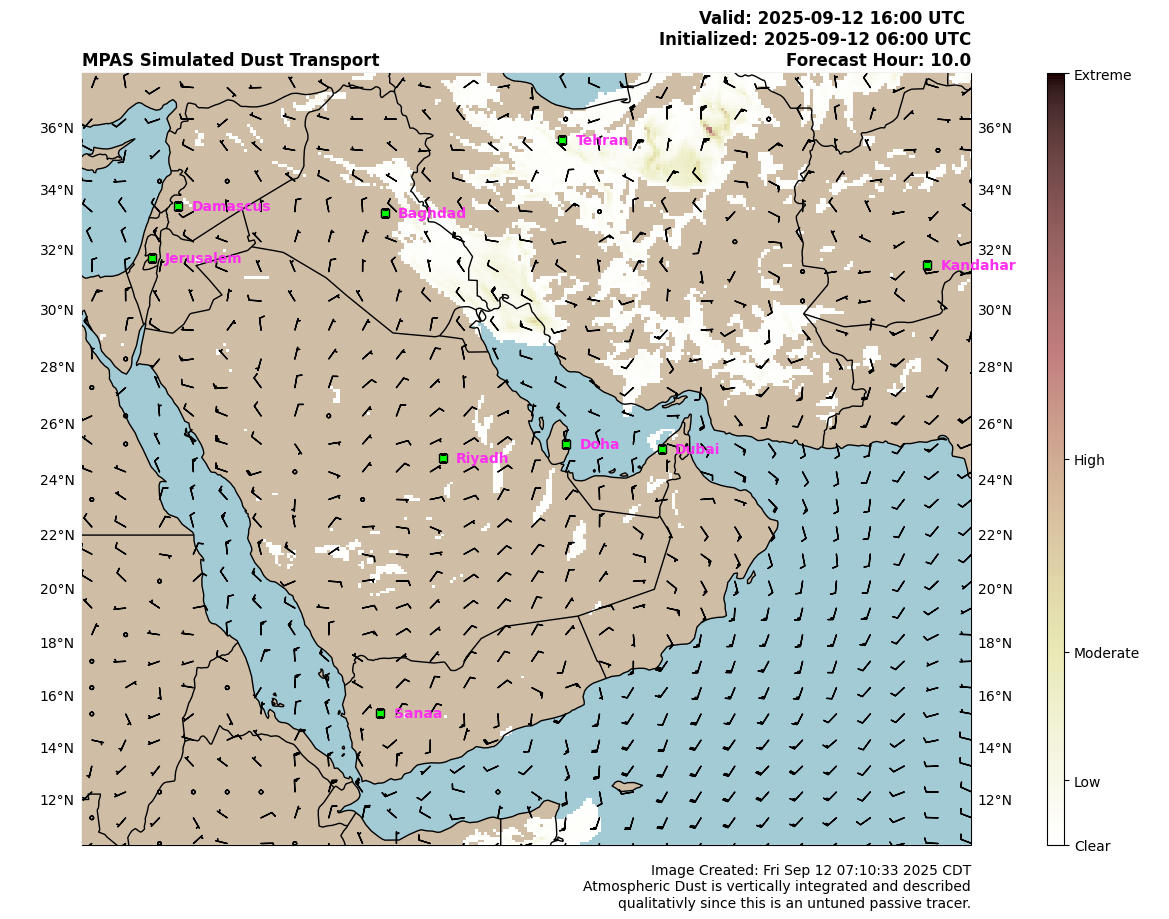 Valid: 2025-09-12 16:00 UTC
Initialized: 2025-09-12 06:00 UTC
MPAS Simulated Dust Transport
Forecast Hour: 10.0
Extreme
36°N
36°N
Tehran
34°N
34°N
Damascus
Baghdad
32°N
32°N
Jerusalem
Kandahar
30°N
30°N
28°N
28°N
High
26°N
26°N
Doha
Dubai
Riyadh
24°N
24°N
22°N
22°N
20°N
20°N
18°N
18°N
Moderate
16°N
16°N
Sanaa
14°N
14°N
Low
12°N
12°N
Clear
Image Created: Fri Sep 12 07:10:33 2025 CDT
Atmospheric Dust is vertically integrated and described
qualitativly since this is an untuned passive tracer.